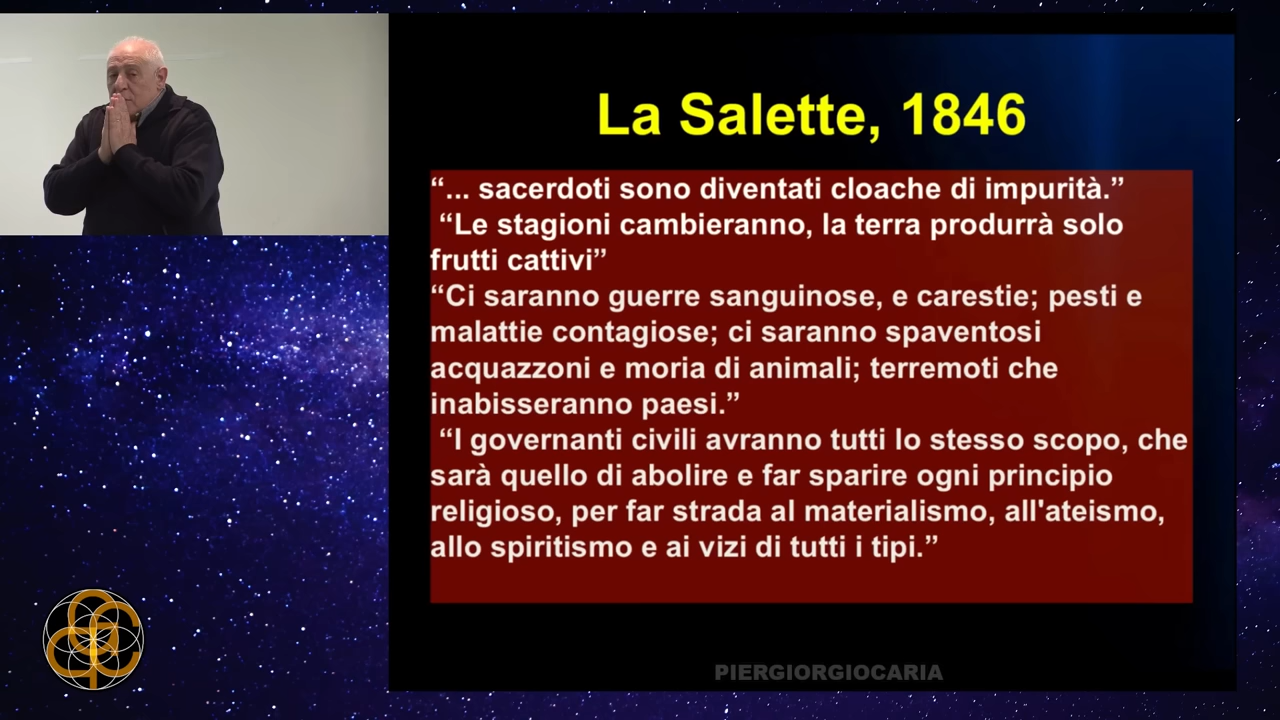 La Salette, 1846
“... sacerdoti sono diventati cloache di impurità.”
“Le stagioni cambieranno, la terra produrrà solo
frutti cattivi”
“Ci saranno guerre sanguinose, e carestie; pesti e
malattie contagiose; ci saranno spaventosi
acquazzoni e moria di animali; terremoti che
inabisseranno paesi.”
“I governanti civili avranno tutti lo stesso scopo, che
sarà quello di abolire e far sparire ogni principio
religioso, per far strada al materialismo, all'ateismo,
allo spiritismo e ai vizi di tutti i tipi.”
PIERGIORGIOCARIA